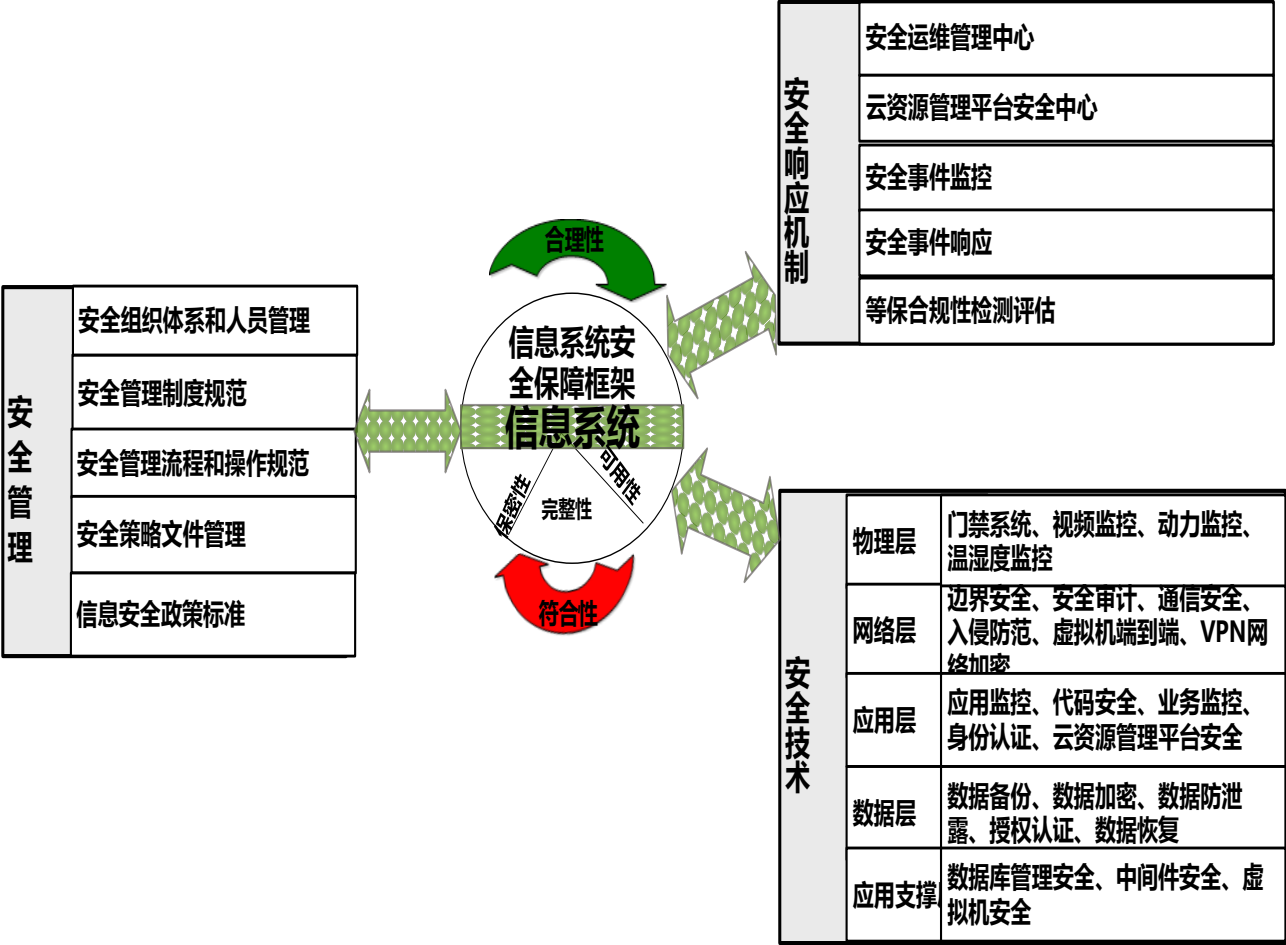 安全响应机制
安全运维管理中心
云资源管理平台安全中心
安全事件监控
安全事件响应
等保合规性检测评估
合理性
信息系统安
全保障框架
信息系统
保密性
完整性
可用性
符合性
安全管理
安全组织体系和人员管理
安全管理制度规范
安全管理流程和操作规范
安全策略文件管理
信息安全政策标准
安全技术
物理层
门禁系统、视频监控、动力监控、
温湿度监控
网络层
边界安全、安全审计、通信安全、
入侵防范、虚拟机端到端、VPN网
络加密
应用层
应用监控、代码安全、业务监控、
身份认证、云资源管理平台安全
数据层
数据备份、数据加密、数据防泄
露、授权认证、数据恢复
应用支撑
数据库管理安全、中间件安全、虚
拟机安全